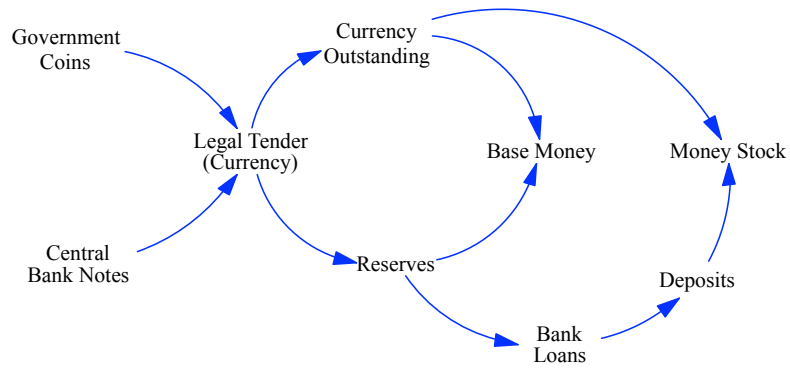 Government
Coins
Currency
Outstanding
Legal Tender
(Currency)
Base Money
Money Stock
Central
Bank Notes
Reserves
Deposits
Bank
Loans